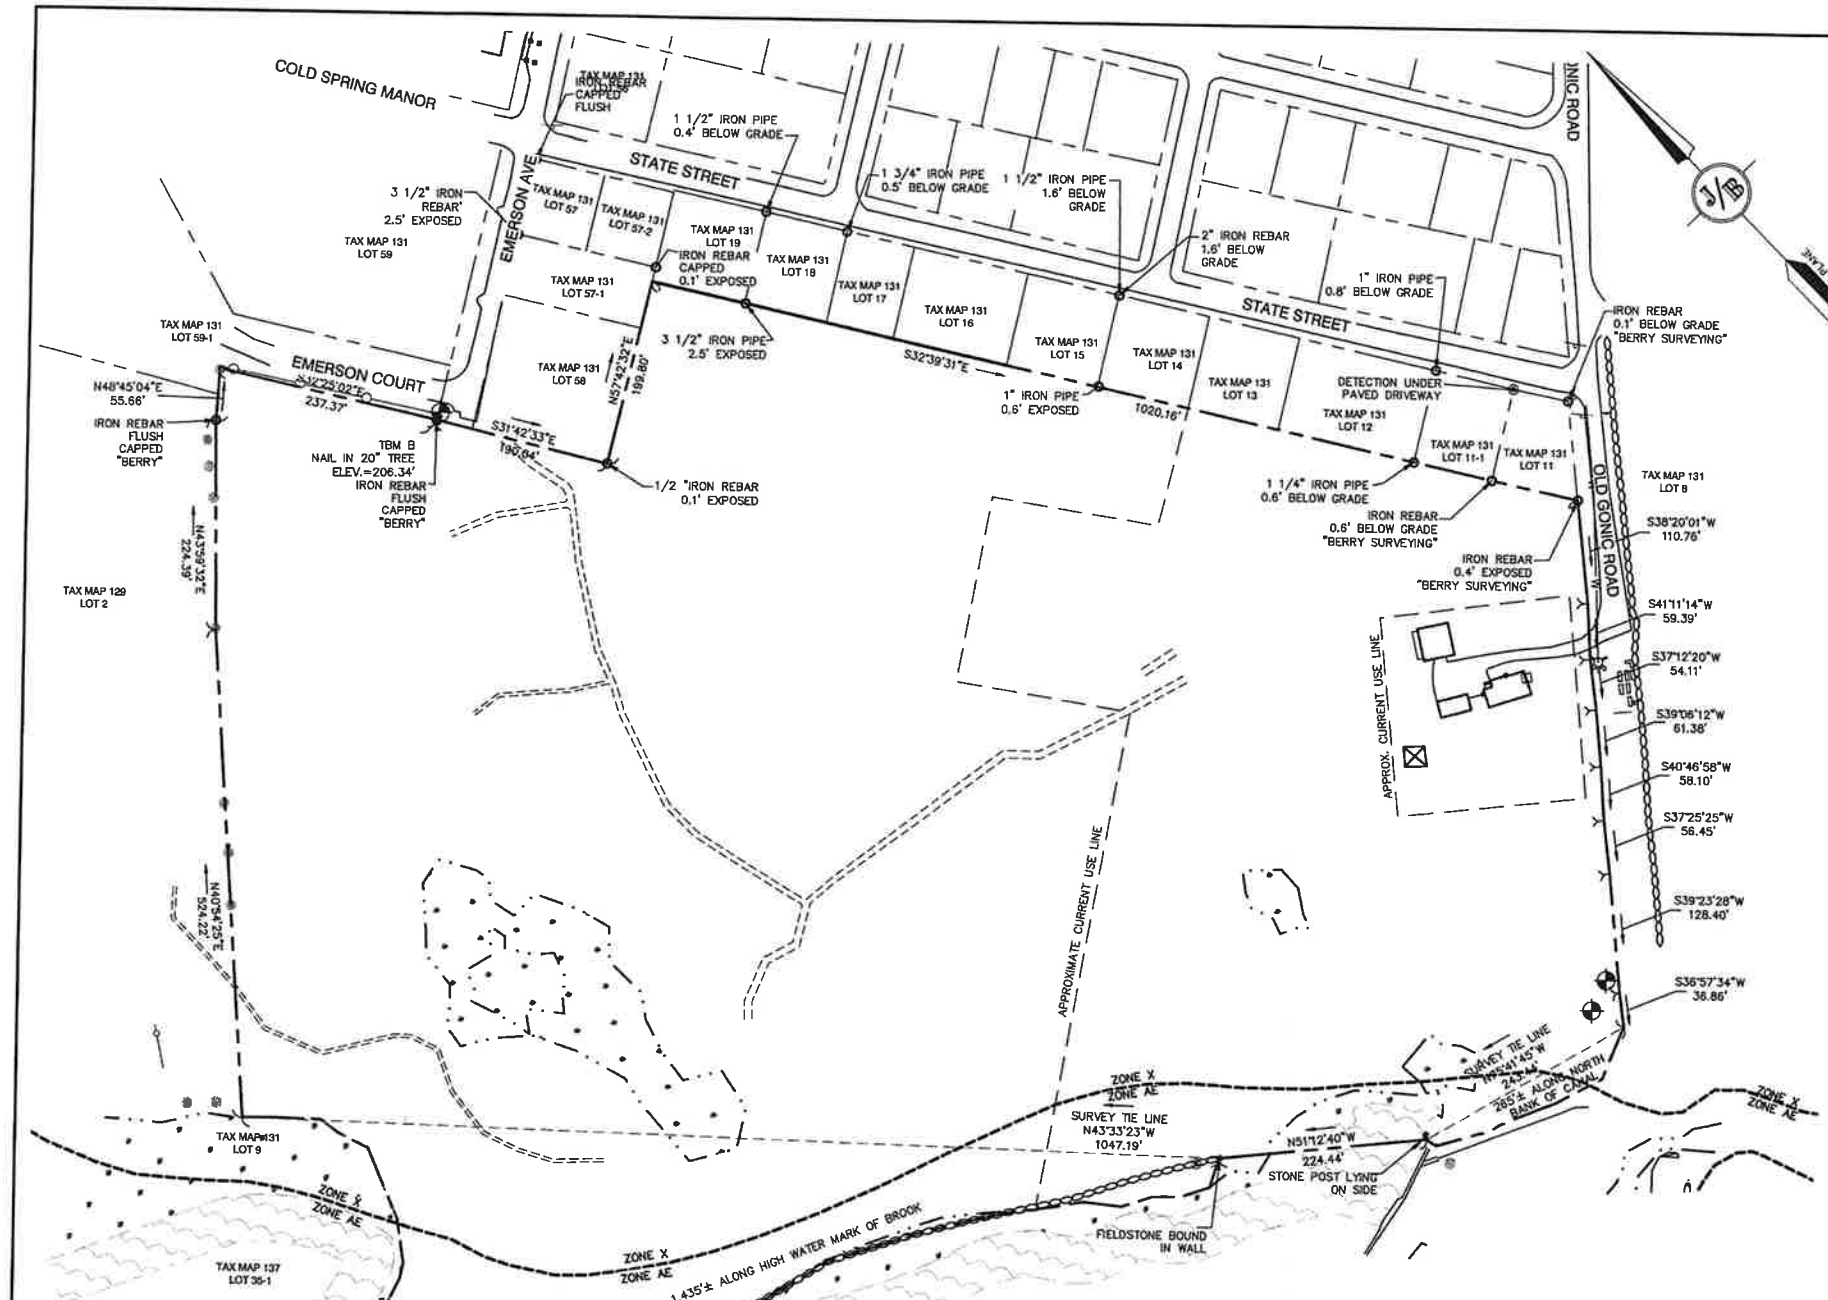 COLD SPRING MANOR
TAX MAP 131
IRON REBAR
CAPPED
FLUSH
1 1/2" IRON PIPE
0.4' BELOW GRADE
STATE STREET
EMERSON AVE
3 1/2" IRON
REBAR'
2.5' EXPOSED
TAX MAP 131
LOT 59
TAX MAP 131
LOT 57
TAX MAP 131
LOT 57-2
TAX MAP 131
LOT 19
TAX MAP 131
LOT 18
1 3/4" IRON PIPE
0.5' BELOW GRADE
1 1/2" IRON PIPE
1.6' BELOW
GRADE
2" IRON REBAR
1.6' BELOW
GRADE
1" IRON PIPE
0.8' BELOW GRADE
ONIC ROAD
J/B
PLANE
IRON REBAR
0.1' BELOW GRADE
"BERRY SURVEYING"
STATE STREET
IRON REBAR
CAPPED
0.1' EXPOSED
TAX MAP 131
LOT 57-1
TAX MAP 131
LOT 17
TAX MAP 131
LOT 16
TAX MAP 131
LOT 15
TAX MAP 131
LOT 14
TAX MAP 131
LOT 13
TAX MAP 131
LOT 12
TAX MAP 131
LOT 11-1
TAX MAP 131
LOT 11
DETECTION UNDER
PAVED DRIVEWAY
TAX MAP 131
LOT 59-1
EMERSON COURT
N48°45'04"E
55.66'
S12°25'02"E
237.37'
IRON REBAR
FLUSH
CAPPED
"BERRY"
TAX MAP 131
LOT 58
N57°42'32"E
199.80'
3 1/2" IRON PIPE
2.5' EXPOSED
S32°39'31"E
1020.16'
1" IRON PIPE
0.6' EXPOSED
S31°42'33"E
190.64'
TBM B
NAIL IN 20" TREE
ELEV.=206.34'
IRON REBAR
FLUSH
CAPPED
"BERRY"
1/2 "IRON REBAR
0.1' EXPOSED
1 1/4" IRON PIPE
0.6' BELOW GRADE
IRON REBAR
0.6' BELOW GRADE
"BERRY SURVEYING"
IRON REBAR
0.4' EXPOSED
"BERRY SURVEYING"
OLD GONIC ROAD
TAX MAP 131
LOT 8
S38°20'01"W
110.76'
S41°11'14"W
59.39'
S37°12'20"W
54.11'
S39°06'12"W
61.38'
S40°46'58"W
58.10'
S37°25'25"W
56.45'
S39°23'28"W
128.40'
S36°57'34"W
36.86'
N43°59'32"E
224.39'
TAX MAP 129
LOT 2
APPROX. CURRENT USE LINE
APPROXIMATE CURRENT USE LINE
N40°54'25"E
524.22'
SURVEY TIE LINE
N75°41'45"W
243.44'
265'± ALONG NORTH
BANK OF CANAL
ZONE X
ZONE AE
ZONE X
ZONE AE
SURVEY TIE LINE
N43°33'23"W
1047.19'
N51°12'40"W
224.44'
STONE POST LYING
ON SIDE
TAX MAP 131
LOT 9
ZONE X
ZONE AE
FIELDSTONE BOUND
IN WALL
ZONE X
ZONE AE
1,435'± ALONG HIGH WATER MARK OF BROOK
TAX MAP 137
LOT 35-1